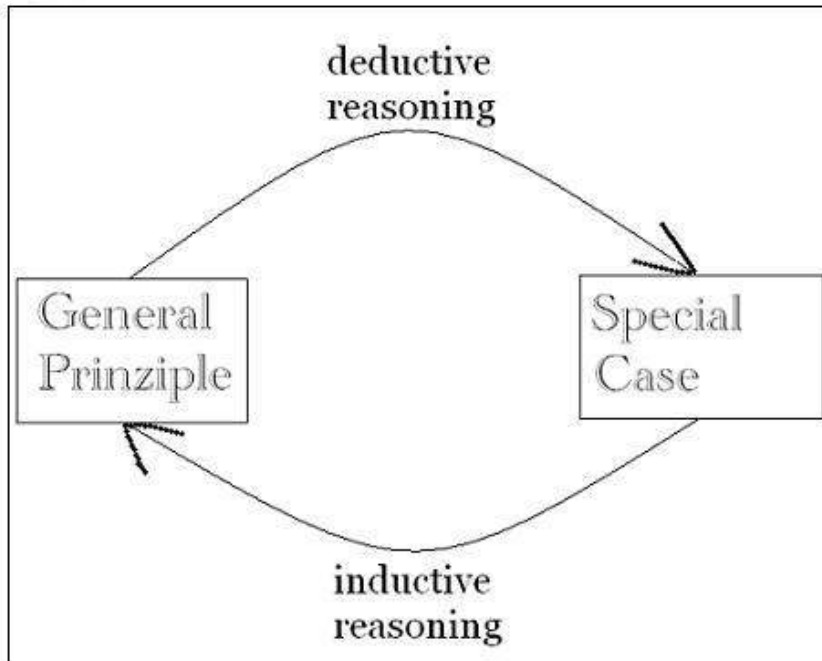 deductive
reasoning
General
Prinziple
Special
Case
inductive
reasoning